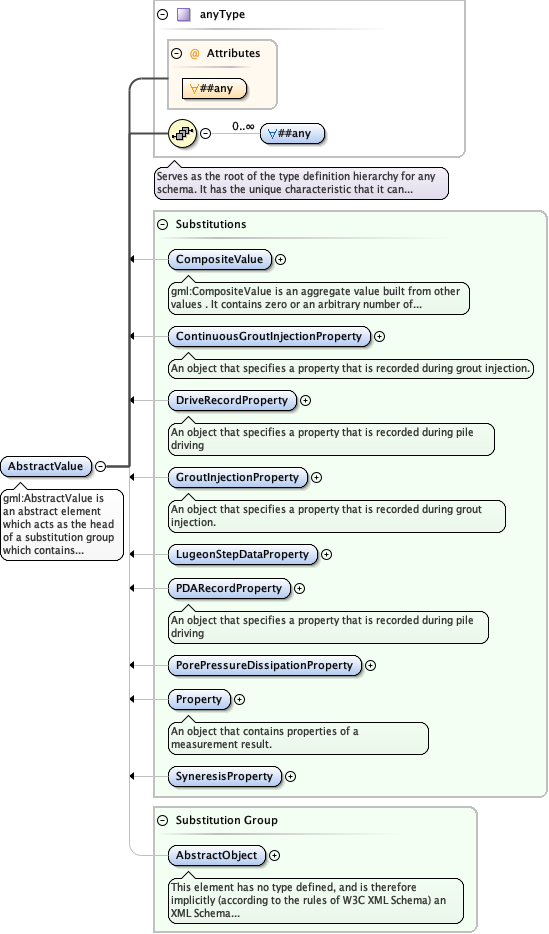 anyType
@ Attributes
∀##any
0..∞
∀##any
Serves as the root of the type definition hierarchy for any
schema. It has the unique characteristic that it can...
Substitutions
CompositeValue
gml:CompositeValue is an aggregate value built from other
values . It contains zero or an arbitrary number of...
ContinuousGroutInjectionProperty
An object that specifies a property that is recorded during grout injection.
DriveRecordProperty
An object that specifies a property that is recorded during pile
driving
AbstractValue
gml:AbstractValue is
an abstract element
which acts as the head
of a substitution group
which contains...
GroutInjectionProperty
An object that specifies a property that is recorded during grout
injection.
LugeonStepDataProperty
PDARecordProperty
An object that specifies a property that is recorded during pile
driving
PorePressureDissipationProperty
Property
An object that contains properties of a
measurement result.
SyneresisProperty
Substitution Group
AbstractObject
This element has no type defined, and is therefore
implicitly (according to the rules of W3C XML Schema) an
XML Schema...